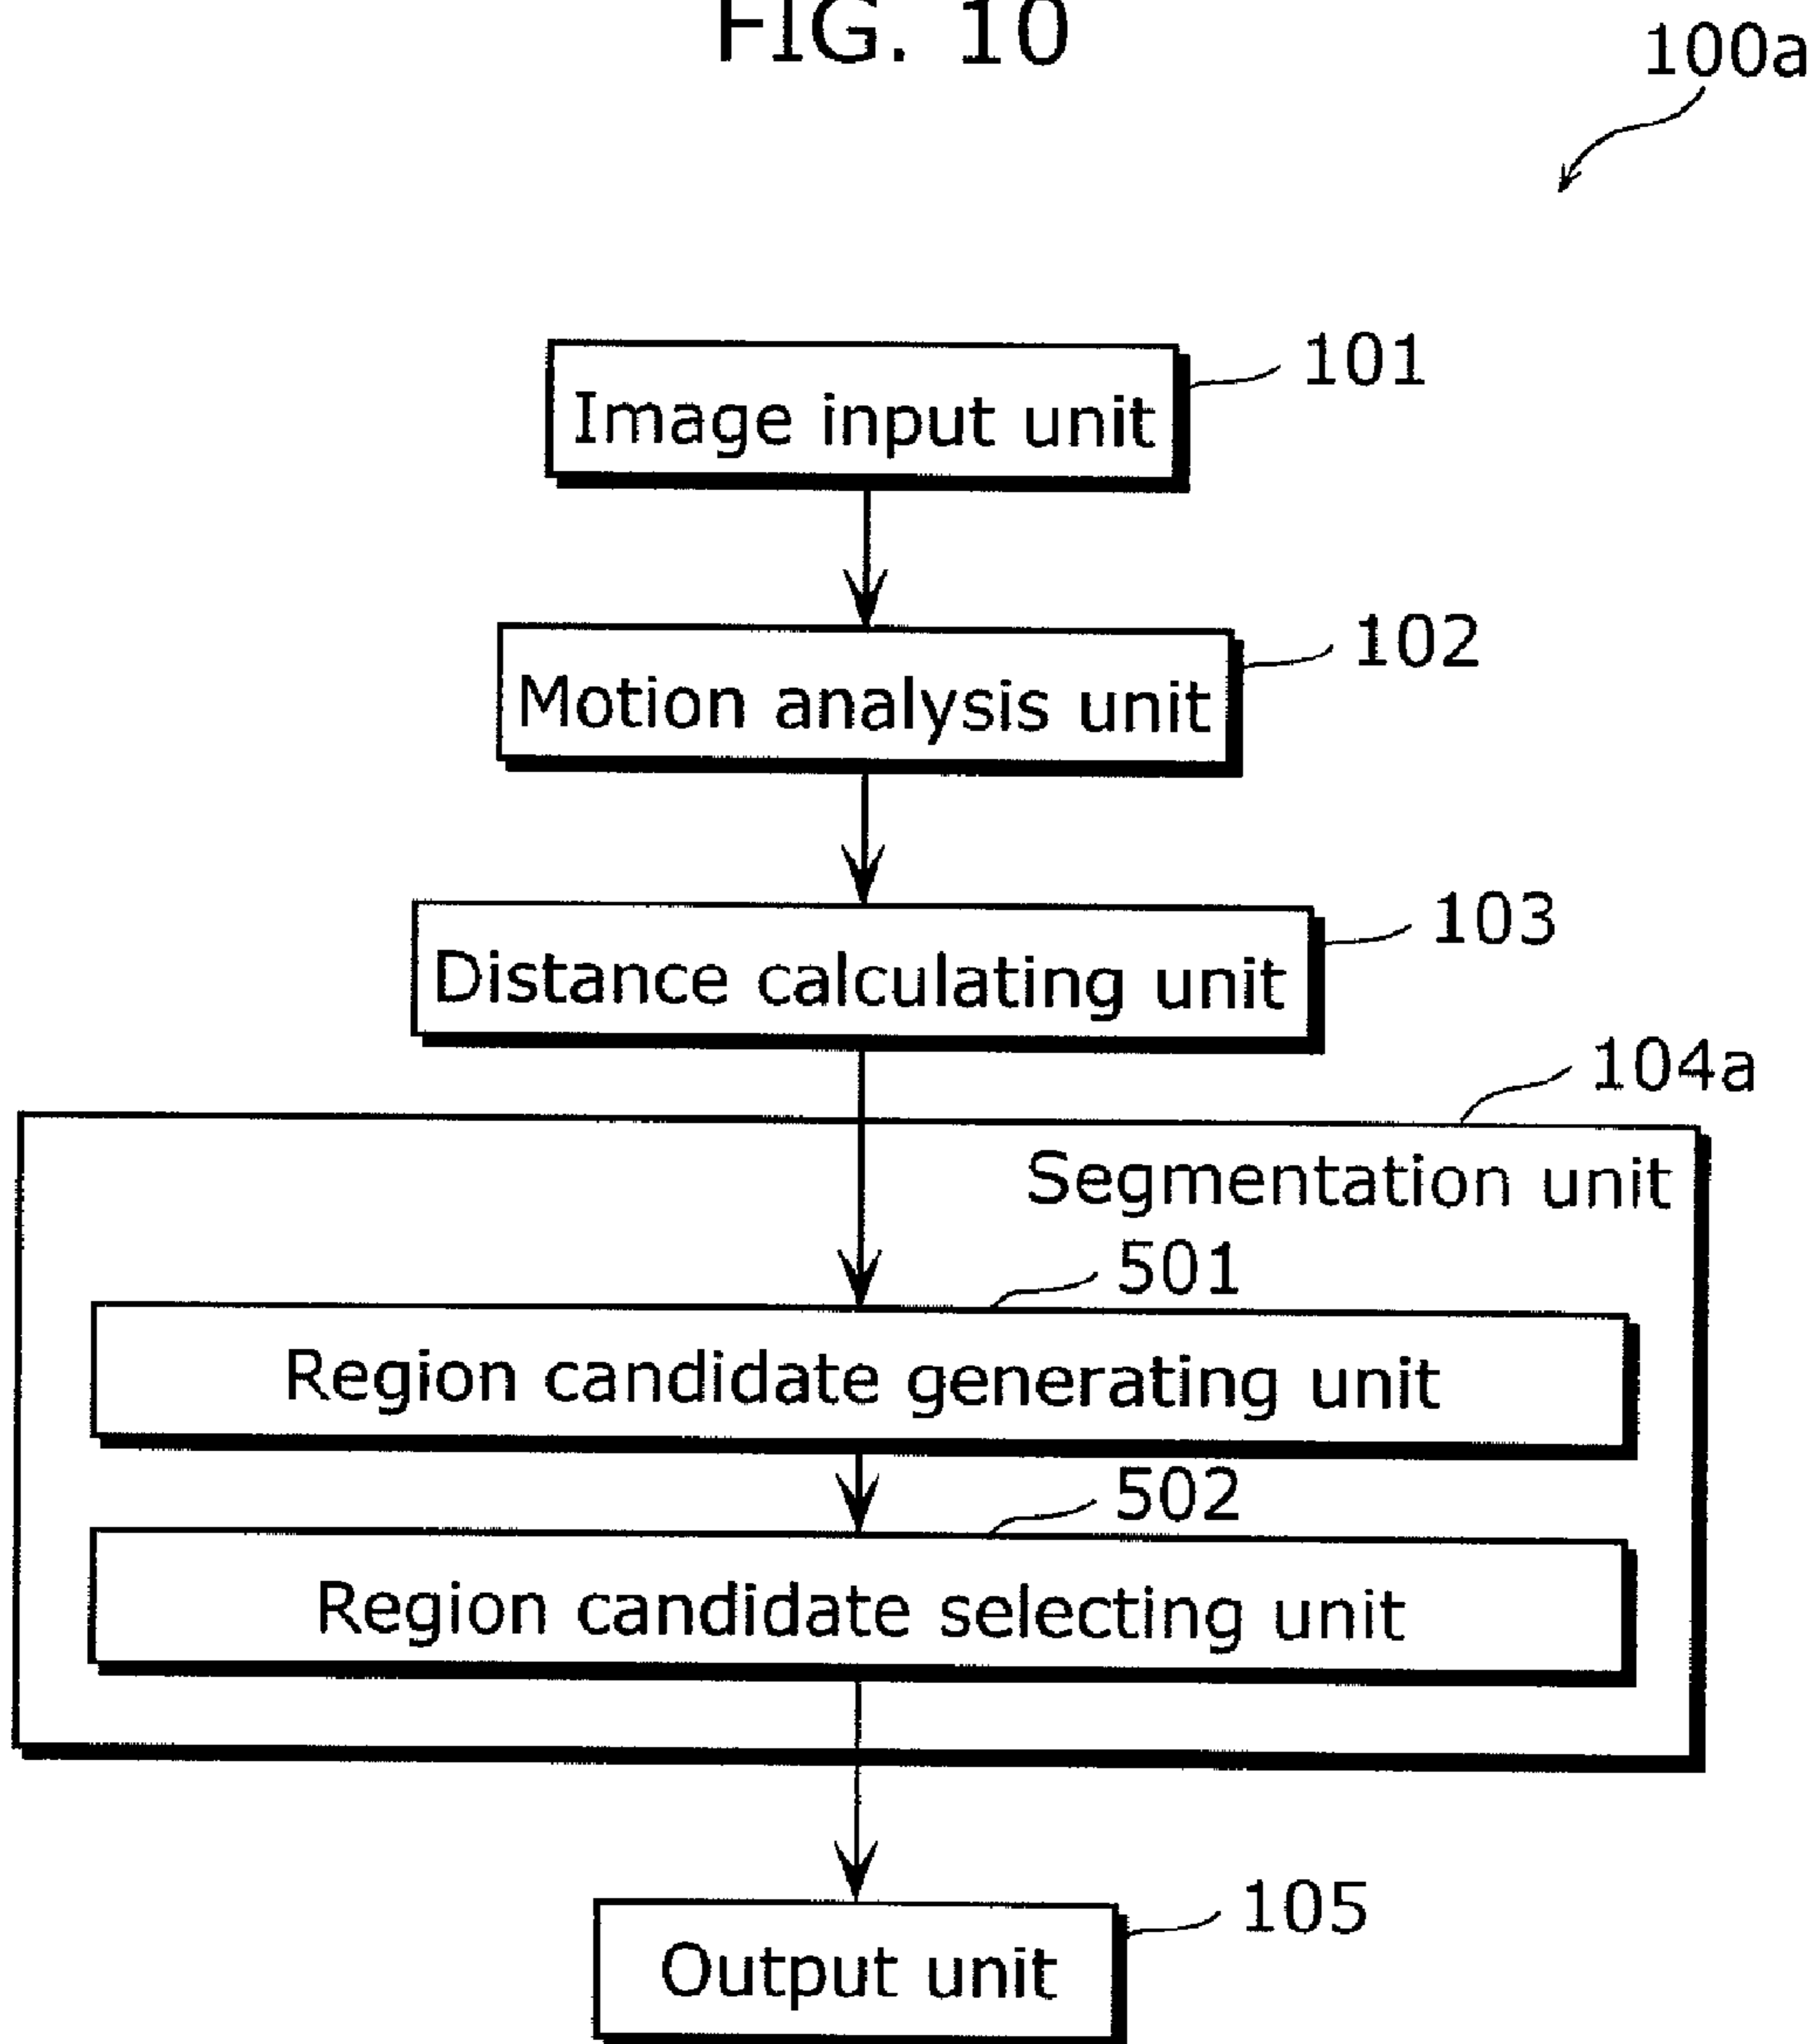 FIG. 10
100a
101
Image input unit
102
Motion analysis unit
103
Distance calculating unit
104a
Segmentation unit
501
Region candidate generating unit
502
Region candidate selecting unit
105
Output unit